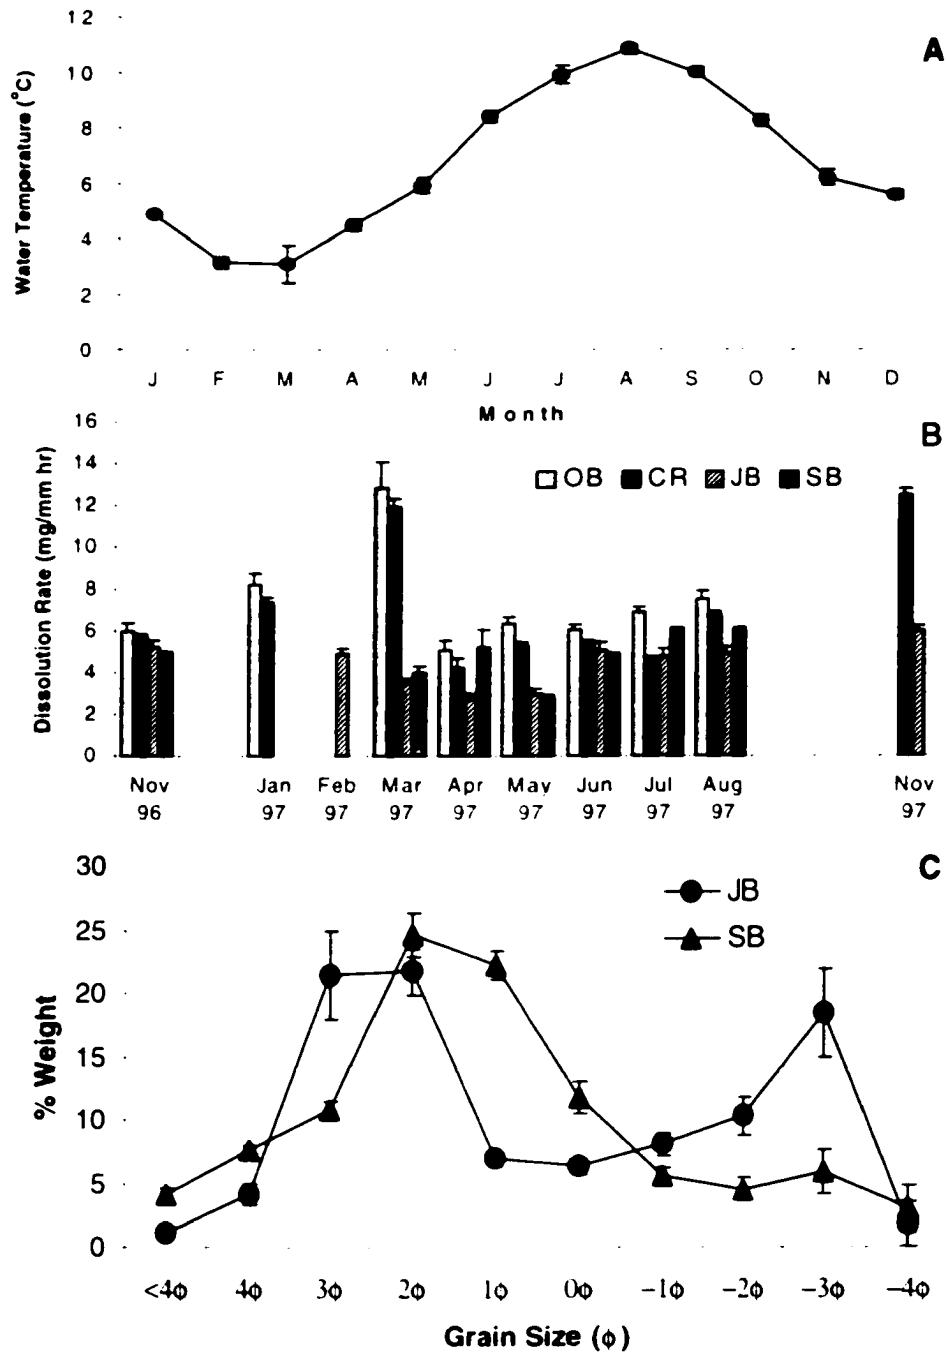 A
12
10
8
6
4
2
0
Water Temperature (°C)
J F M A M J J A S O N D
Month
B
16
14
12
10
8
6
4
2
0
Dissolution Rate (mg/mm hr)
OB CR JB SB
Nov Jan Feb Mar Apr May Jun Jul Aug Nov
96 97 97 97 97 97 97 97 97 97
C
30
25
20
15
10
5
0
% Weight
JB
SB
<4ϕ 4ϕ 3ϕ 2ϕ 1ϕ 0ϕ −1ϕ −2ϕ −3ϕ −4ϕ
Grain Size (ϕ)